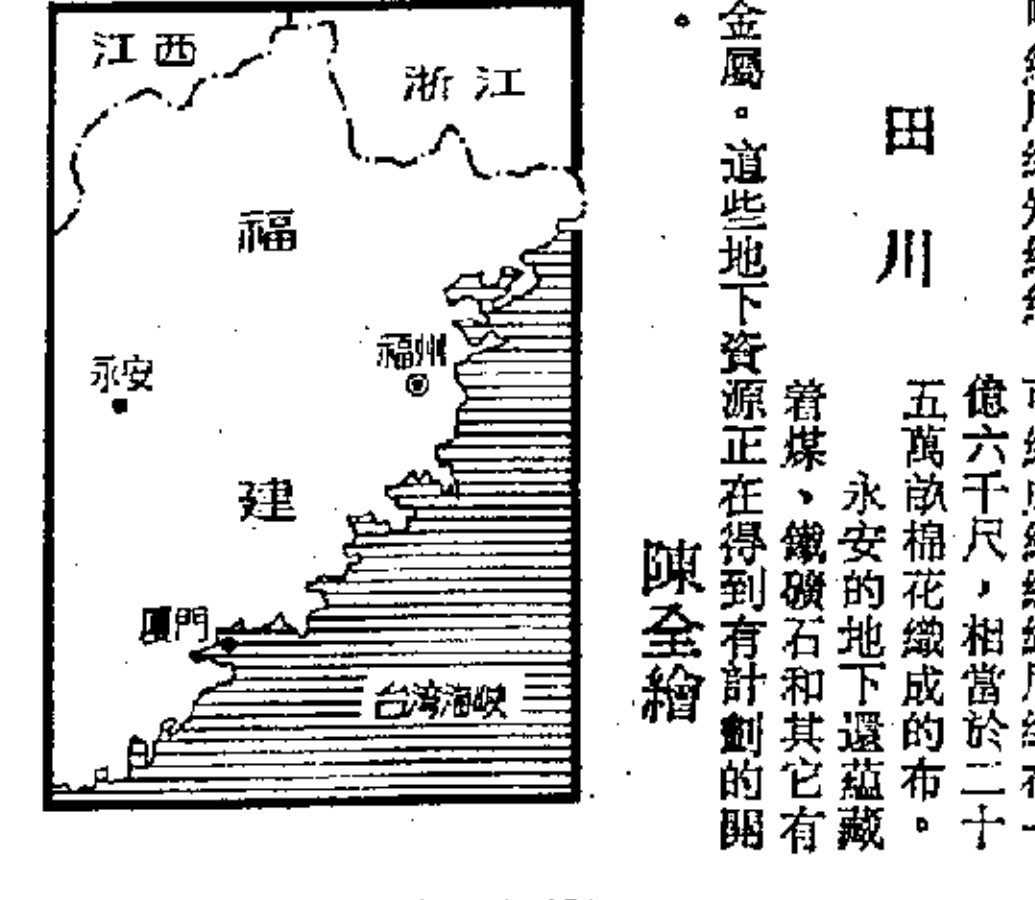 田川
億六千尺，相當於二十
五萬畝棉花織成的布。
永安的地下還蘊藏
着煤、鐵礦石和其它有
金屬。這些地下資源正在得到有計劃的開
。
陳全繪
江西
浙江
福建
福州
永安
厦門
台湾海峡